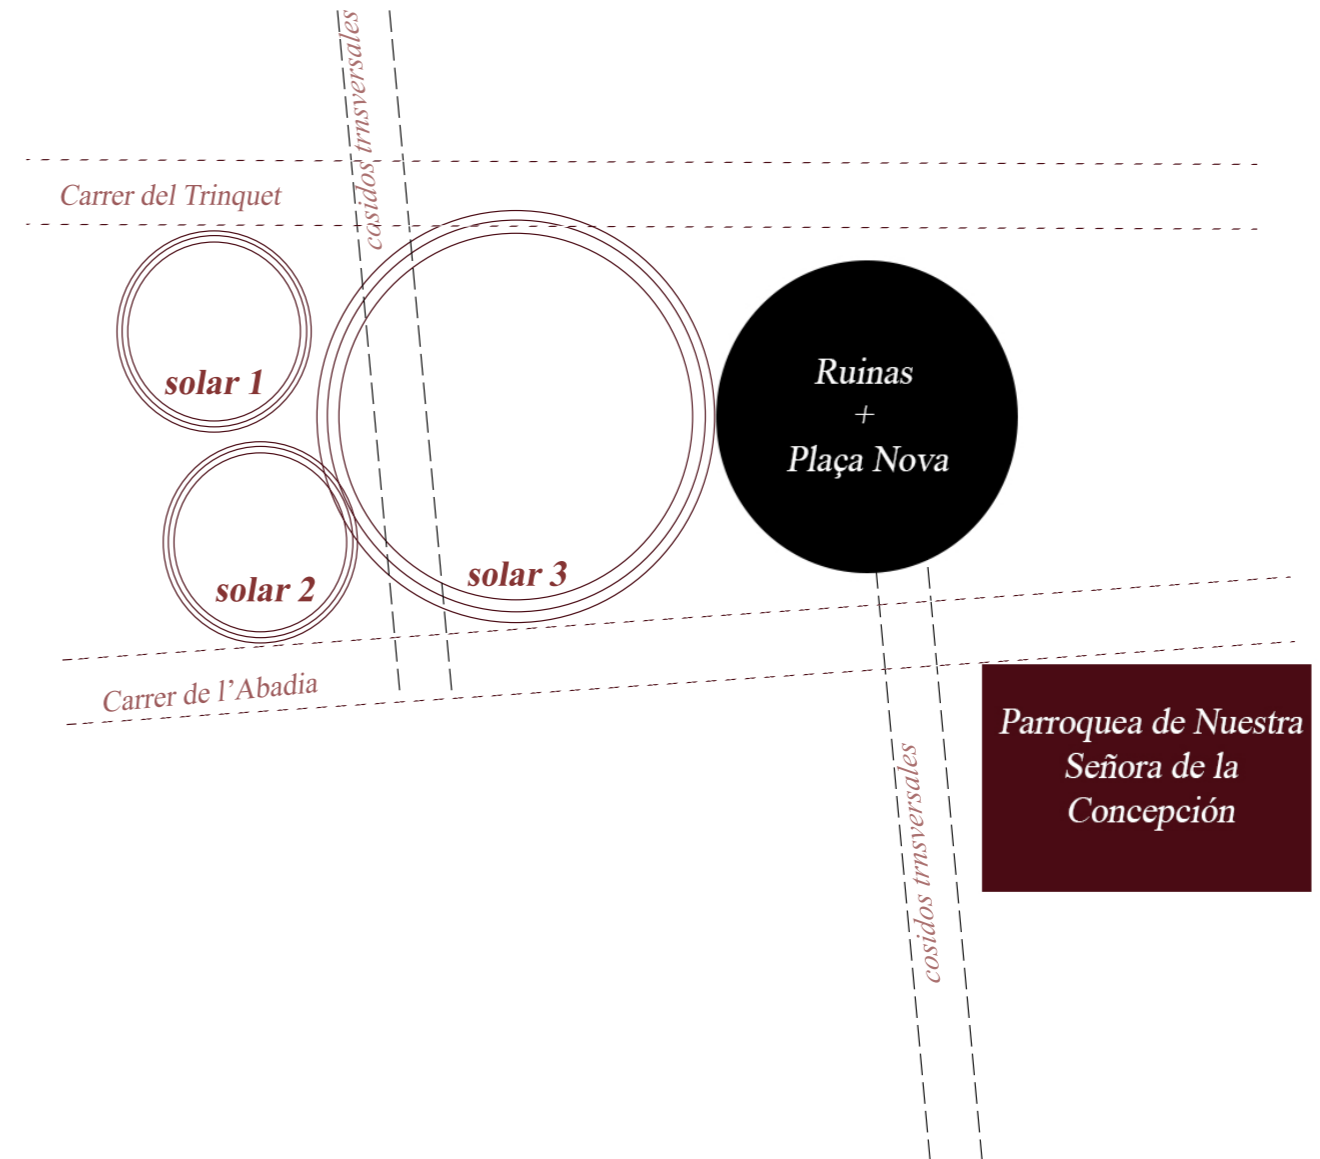 cosidos trnsversales
Carrer del Trinquet
solar 1
Ruinas
+
Plaça Nova
solar 2
solar 3
Carrer de l’Abadia
Parroquea de Nuestra
Señora de la
Concepción
cosidos trnsversales